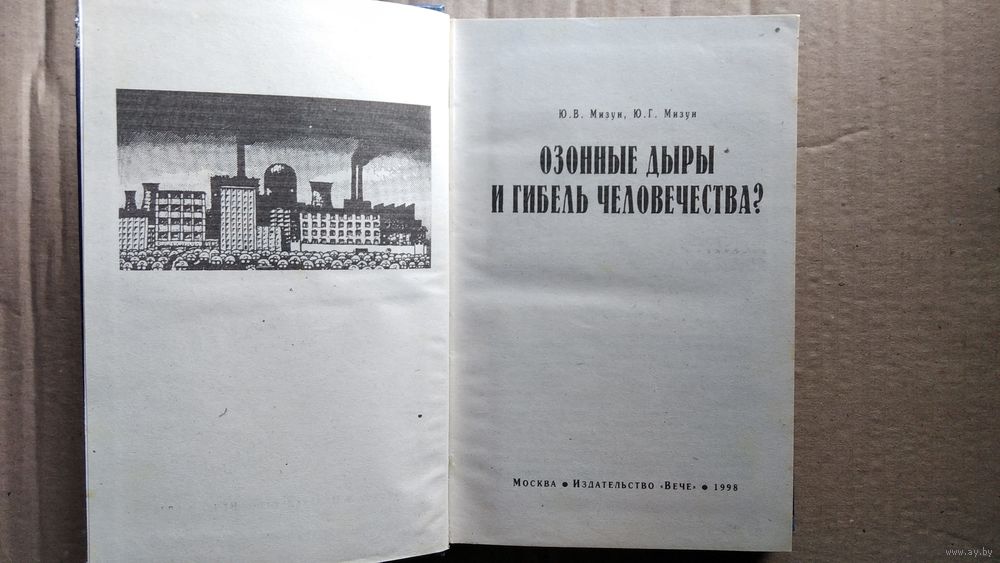 Ю.В. Мизун, Ю.Г. Мизун
ОЗОННЫЕ ДЫРЫ
И ГИБЕЛЬ ЧЕЛОВЕЧЕСТВА?
МОСКВА ● ИЗДАТЕЛЬСТВО «ВЕЧЕ» ● 1998
www.ay.by